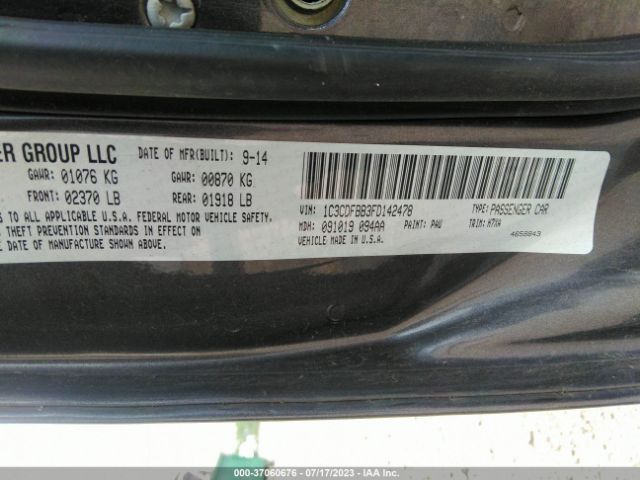 ER GROUP LLC
DATE OF MFR(BUILT): 9-14
GAWR: 01076 KG
GAWR: 00870 KG
FRONT: 02370 LB
REAR: 01918 LB
S TO ALL APPLICABLE U.S.A. FEDERAL MOTOR VEHICLE SAFETY,
THEFT PREVENTION STANDARDS IN EFFECT ON
E DATE OF MANUFACTURE SHOWN ABOVE.
VIN: 1C3CDFBB3FD142478
TYPE: PASSENGER CAR
MDH: 091019 094AA
PAINT: PAU
TRIM: H7XA
VEHICLE MADE IN U.S.A.
4658843
000-37060676 - 07/17/2023 - IAA Inc.